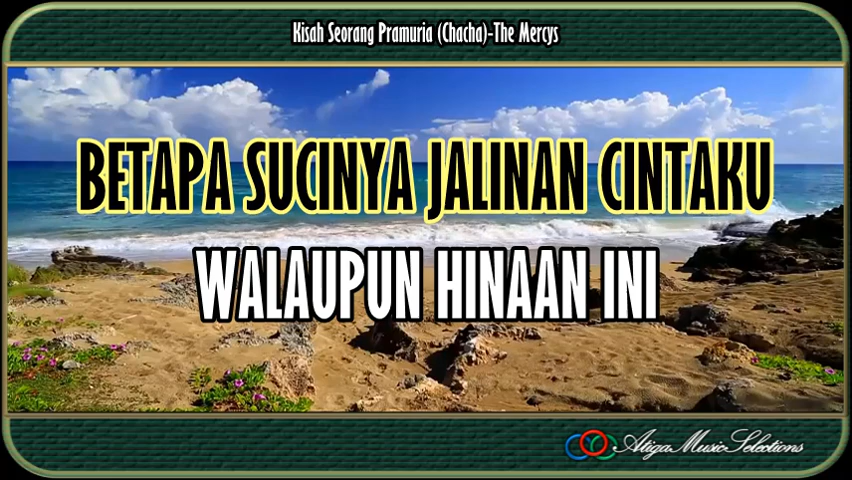 Kisah Seorang Pramuria (Chacha)-The Mercys
BETAPA SUCINYA JALINAN CINTAKU
WALAUPUN HINAAN INI
Atiga Music Selections